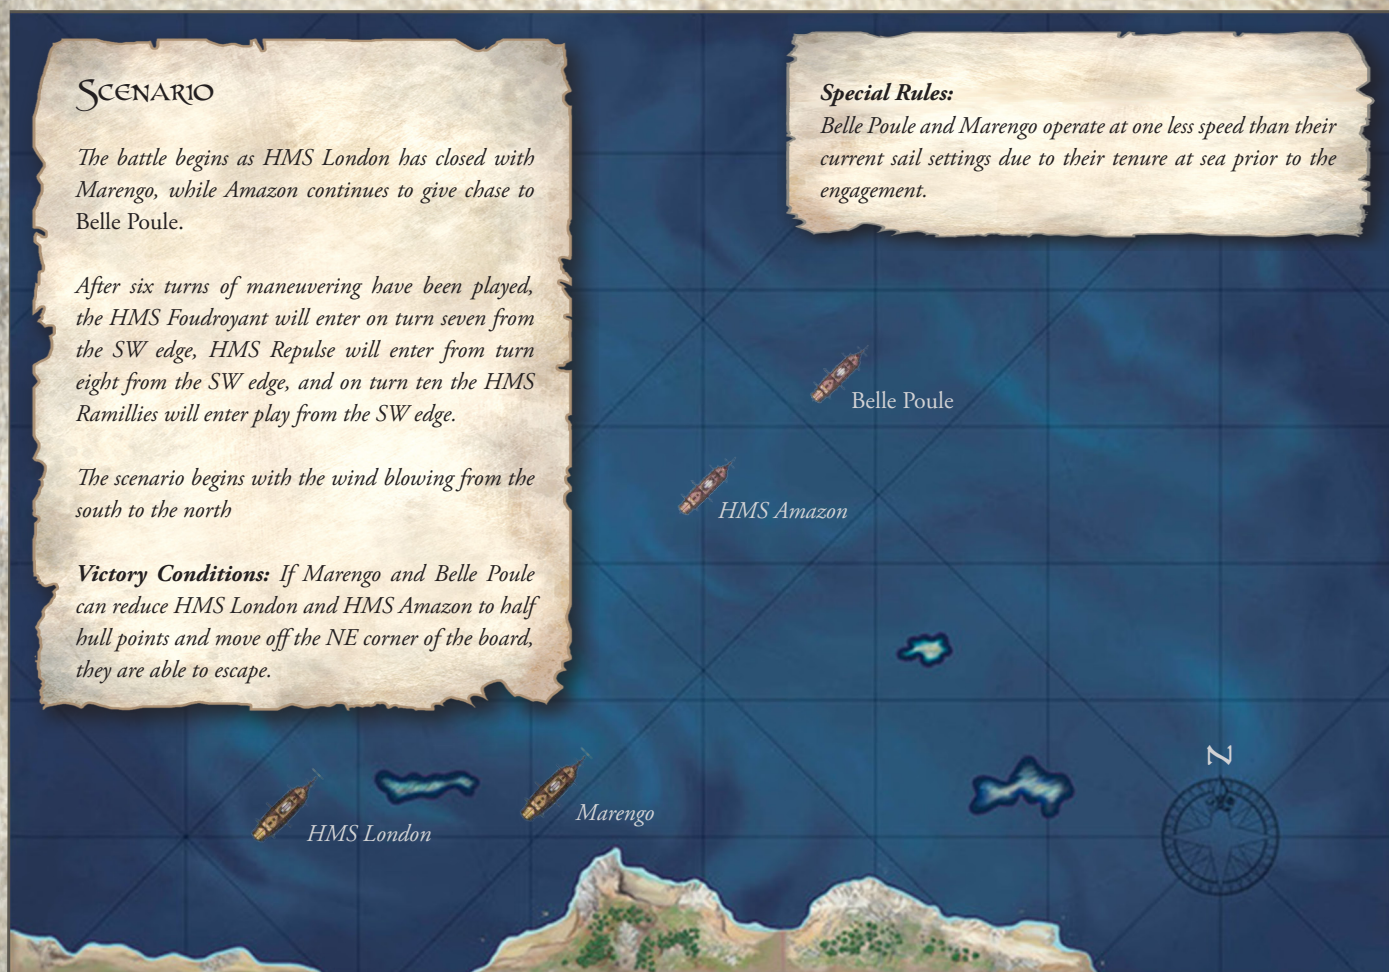 Scenario
The battle begins as HMS London has closed with
Marengo, while Amazon continues to give chase to
Belle Poule.
After six turns of maneuvering have been played,
the HMS Foudroyant will enter on turn seven from
the SW edge, HMS Repulse will enter from turn
eight from the SW edge, and on turn ten the HMS
Ramillies will enter play from the SW edge.
The scenario begins with the wind blowing from the
south to the north
Victory Conditions: If Marengo and Belle Poule
can reduce HMS London and HMS Amazon to half
hull points and move off the NE corner of the board,
they are able to escape.
Special Rules:
Belle Poule and Marengo operate at one less speed than their
current sail settings due to their tenure at sea prior to the
engagement.
Belle Poule
HMS Amazon
Marengo
HMS London
N